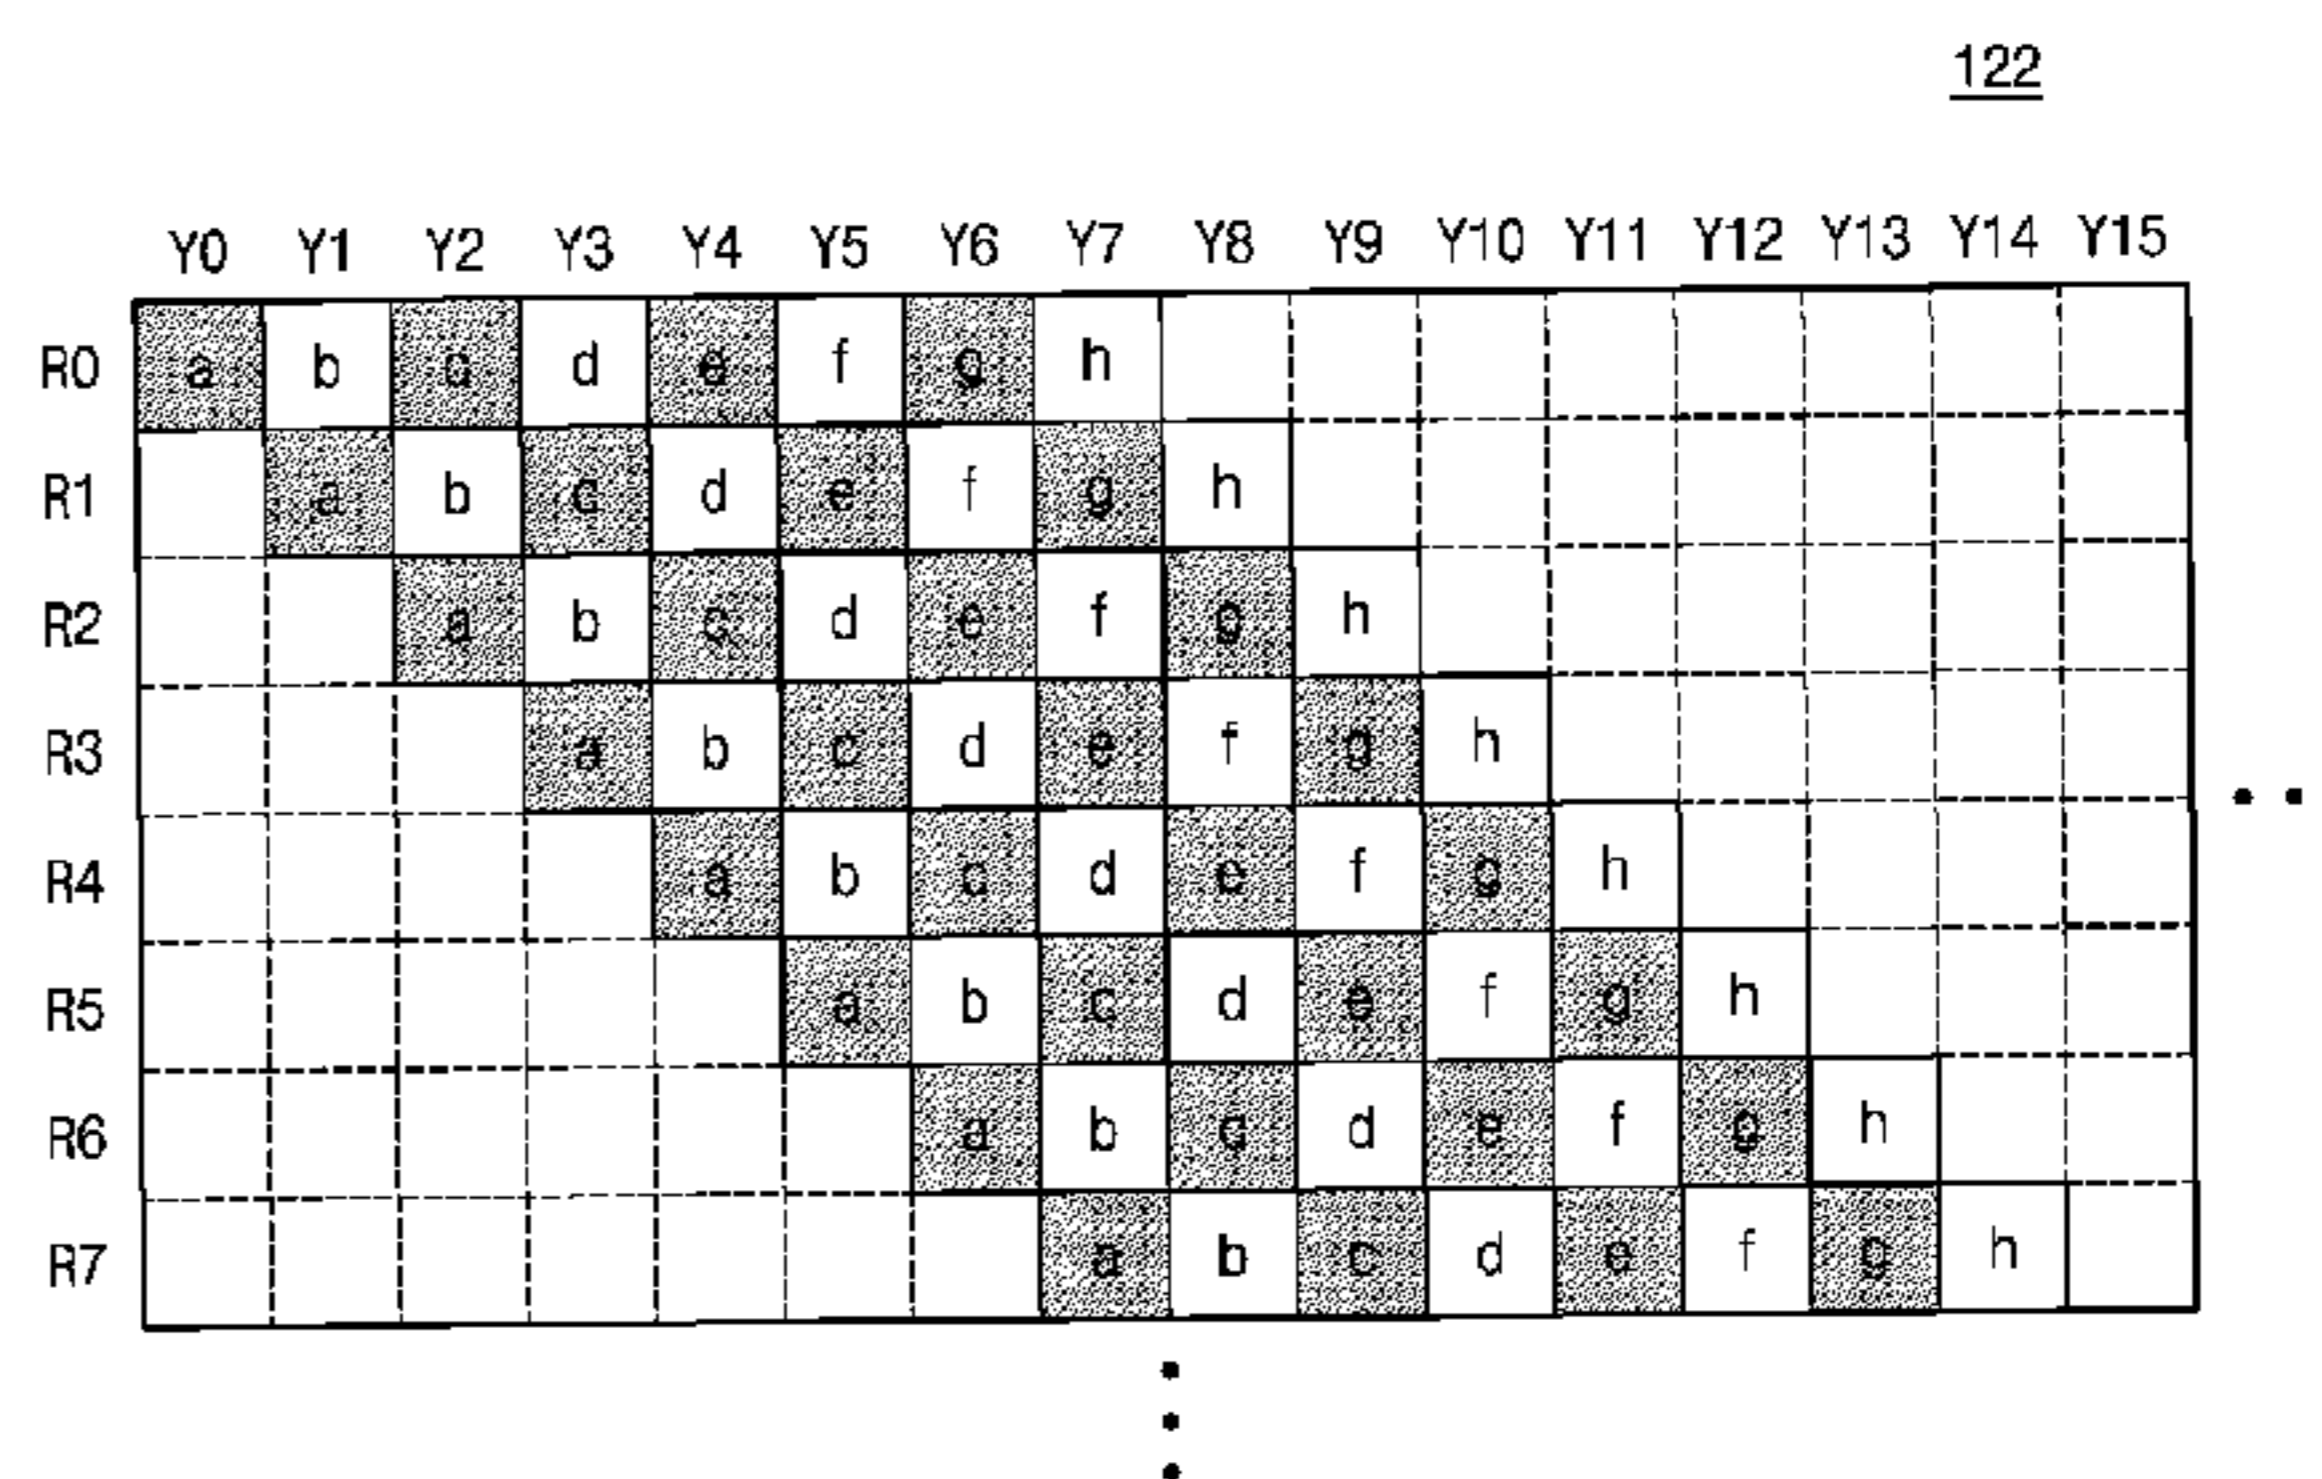 122
Y0 Y1 Y2 Y3 Y4 Y5 Y6 Y7 Y8 Y9 Y10 Y11 Y12 Y13 Y14 Y15
R0 a b c d e f g h
R1 a b c d e f g h
R2 a b c d e f g h
R3 a b c d e f g h
R4 a b c d e f g h
R5 a b c d e f g h
R6 a b c d e f g h
R7 a b c d e f g h